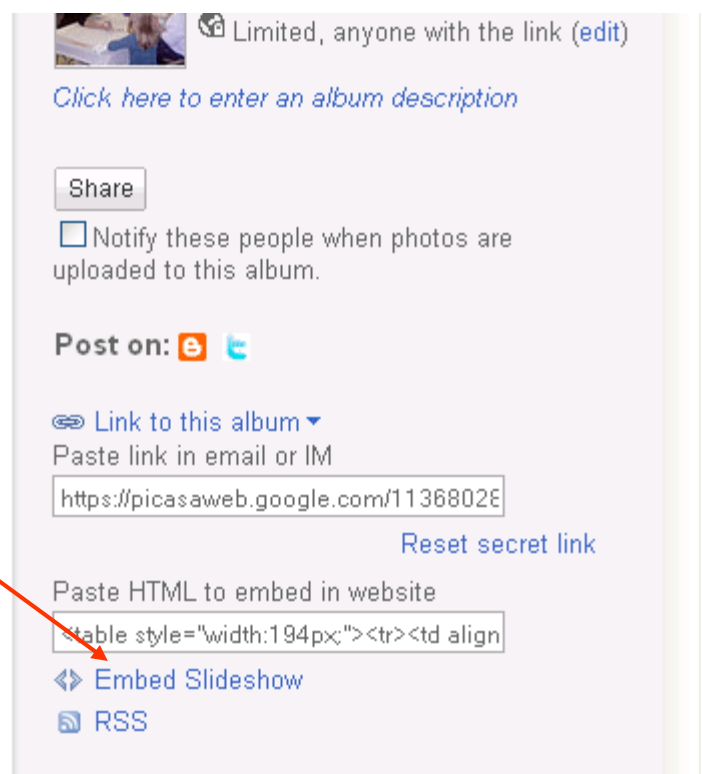 Limited, anyone with the link (edit)
Click here to enter an album description
Share
Notify these people when photos are
uploaded to this album.
Post on:
Link to this album
Paste link in email or IM
https://picasaweb.google.com/11368028
Reset secret link
Paste HTML to embed in website
<table style="width:194px;"><tr><td align
Embed Slideshow
RSS